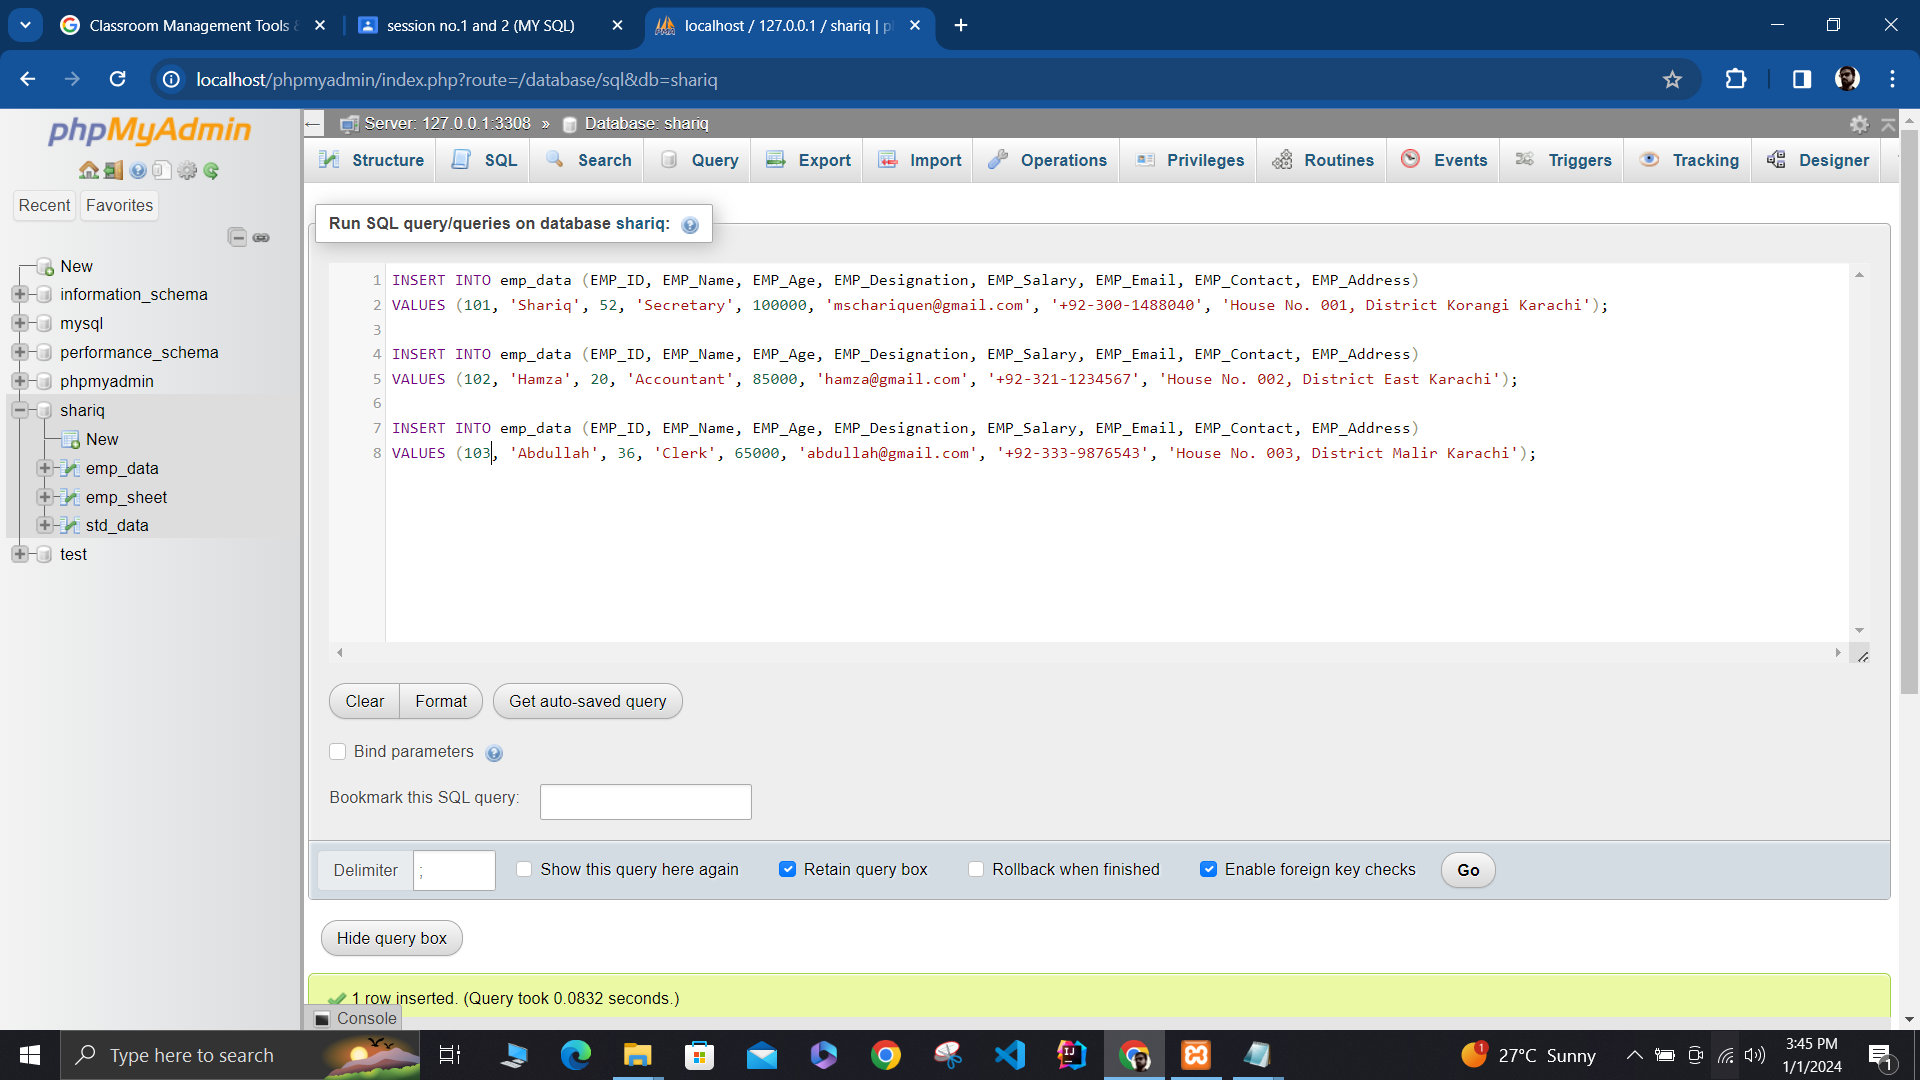 Classroom Management Tools &
session no.1 and 2 (MY SQL)
localhost / 127.0.0.1 / shariq | p
localhost/phpmyadmin/index.php?route=/database/sql&db=shariq
phpMyAdmin
Recent
Favorites
New
information_schema
mysql
performance_schema
phpmyadmin
shariq
New
emp_data
emp_sheet
std_data
test
Server: 127.0.0.1:3308 » Database: shariq
Structure SQL Search Query Export Import Operations Privileges Routines Events Triggers Tracking Designer
Run SQL query/queries on database shariq:
1 INSERT INTO emp_data (EMP_ID, EMP_Name, EMP_Age, EMP_Designation, EMP_Salary, EMP_Email, EMP_Contact, EMP_Address)
2 VALUES (101, 'Shariq', 52, 'Secretary', 100000, 'mschariquen@gmail.com', '+92-300-1488040', 'House No. 001, District Korangi Karachi');
3
4 INSERT INTO emp_data (EMP_ID, EMP_Name, EMP_Age, EMP_Designation, EMP_Salary, EMP_Email, EMP_Contact, EMP_Address)
5 VALUES (102, 'Hamza', 20, 'Accountant', 85000, 'hamza@gmail.com', '+92-321-1234567', 'House No. 002, District East Karachi');
6
7 INSERT INTO emp_data (EMP_ID, EMP_Name, EMP_Age, EMP_Designation, EMP_Salary, EMP_Email, EMP_Contact, EMP_Address)
8 VALUES (103, 'Abdullah', 36, 'Clerk', 65000, 'abdullah@gmail.com', '+92-333-9876543', 'House No. 003, District Malir Karachi');
Clear Format Get auto-saved query
Bind parameters
Bookmark this SQL query:
Delimiter ; Show this query here again Retain query box Rollback when finished Enable foreign key checks Go
Hide query box
1 row inserted. (Query took 0.0832 seconds.)
Console
Type here to search
27°C Sunny
3:45 PM
1/1/2024
1
1